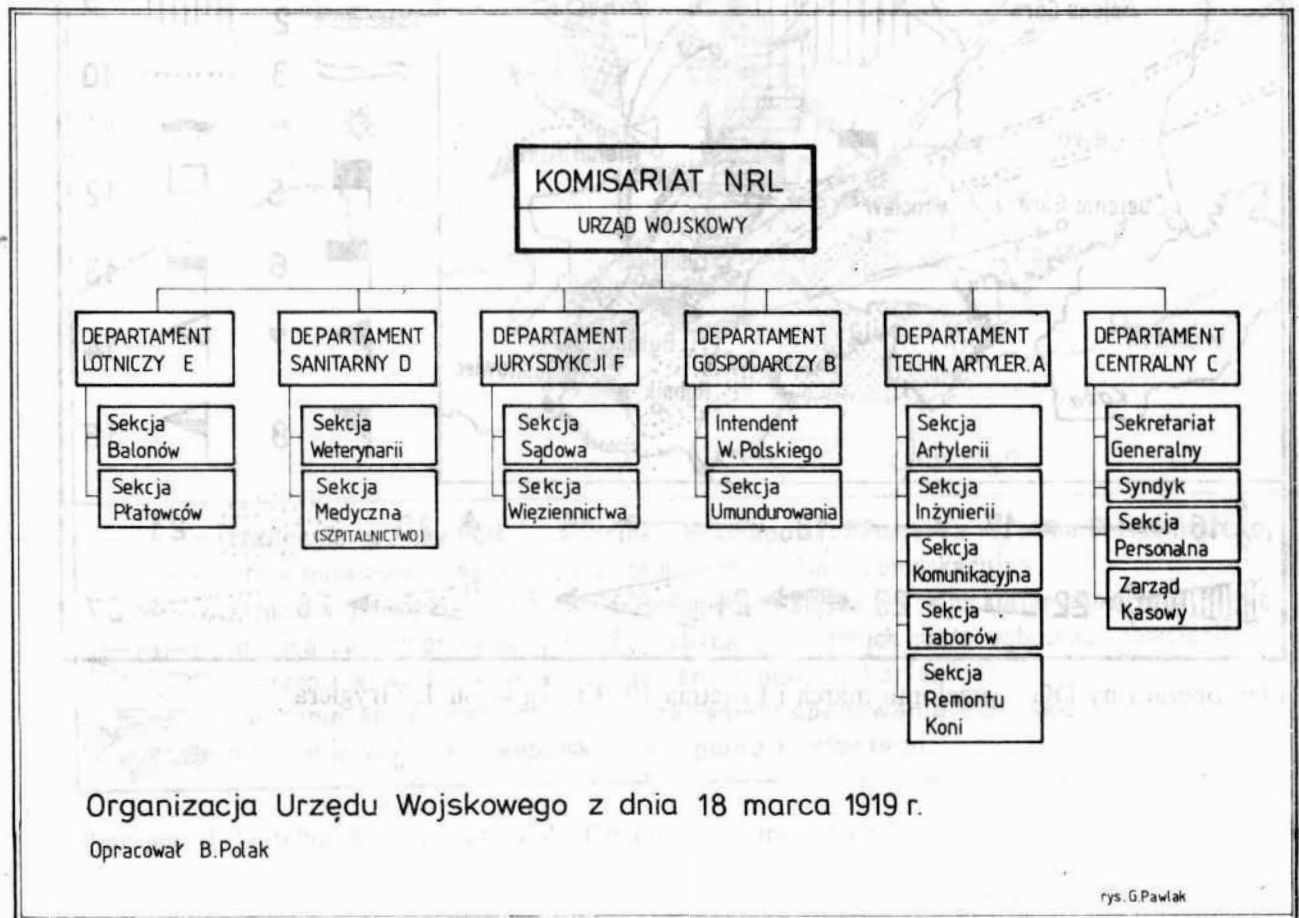 KOMISARIAT NRL
URZĄD WOJSKOWY
DEPARTAMENT
LOTNICZY E
Sekcja
Balonów
Sekcja
Płatowców
DEPARTAMENT
SANITARNY D
Sekcja
Weterynarii
Sekcja
Medyczna
(SZPITALNICTWO)
DEPARTAMENT
JURYSDYKCJI F
Sekcja
Sądowa
Sekcja
Więziennictwa
DEPARTAMENT
GOSPODARCZY B
Intendent
W. Polskiego
Sekcja
Umundurowania
DEPARTAMENT
TECHN. ARTYLER. A
Sekcja
Artylerii
Sekcja
Inżynierii
Sekcja
Komunikacyjna
Sekcja
Taborów
Sekcja
Remontu
Koni
DEPARTAMENT
CENTRALNY C
Sekretariat
Generalny
Syndyk
Sekcja
Personalna
Zarząd
Kasowy
Organizacja Urzędu Wojskowego z dnia 18 marca 1919 r.
Opracował B.Polak
rys. G.Pawlak